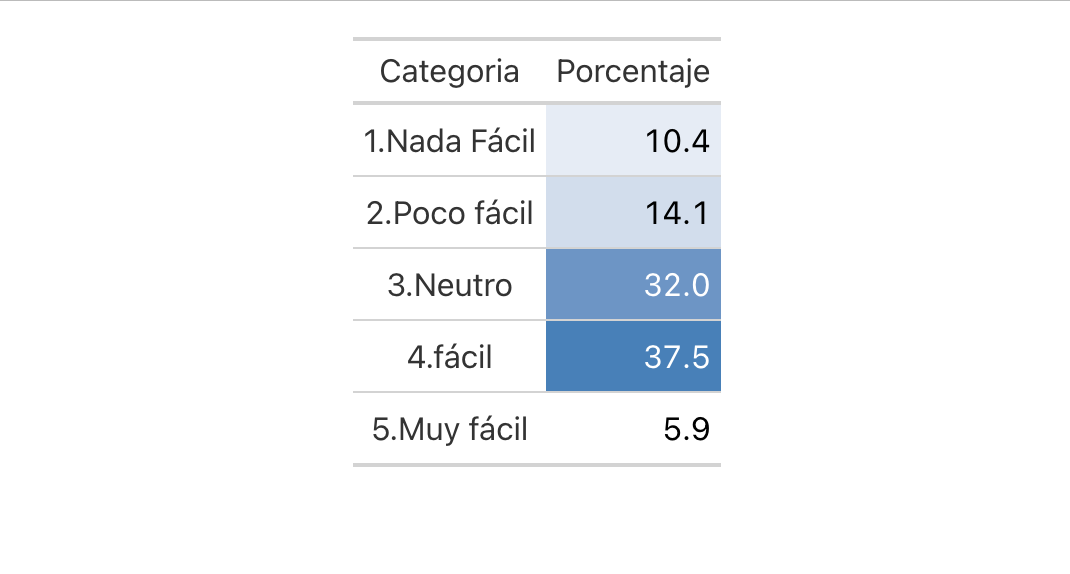 Categoria Porcentaje
1.Nada Fácil 10.4
2.Poco fácil 14.1
3.Neutro 32.0
4.fácil 37.5
5.Muy fácil 5.9